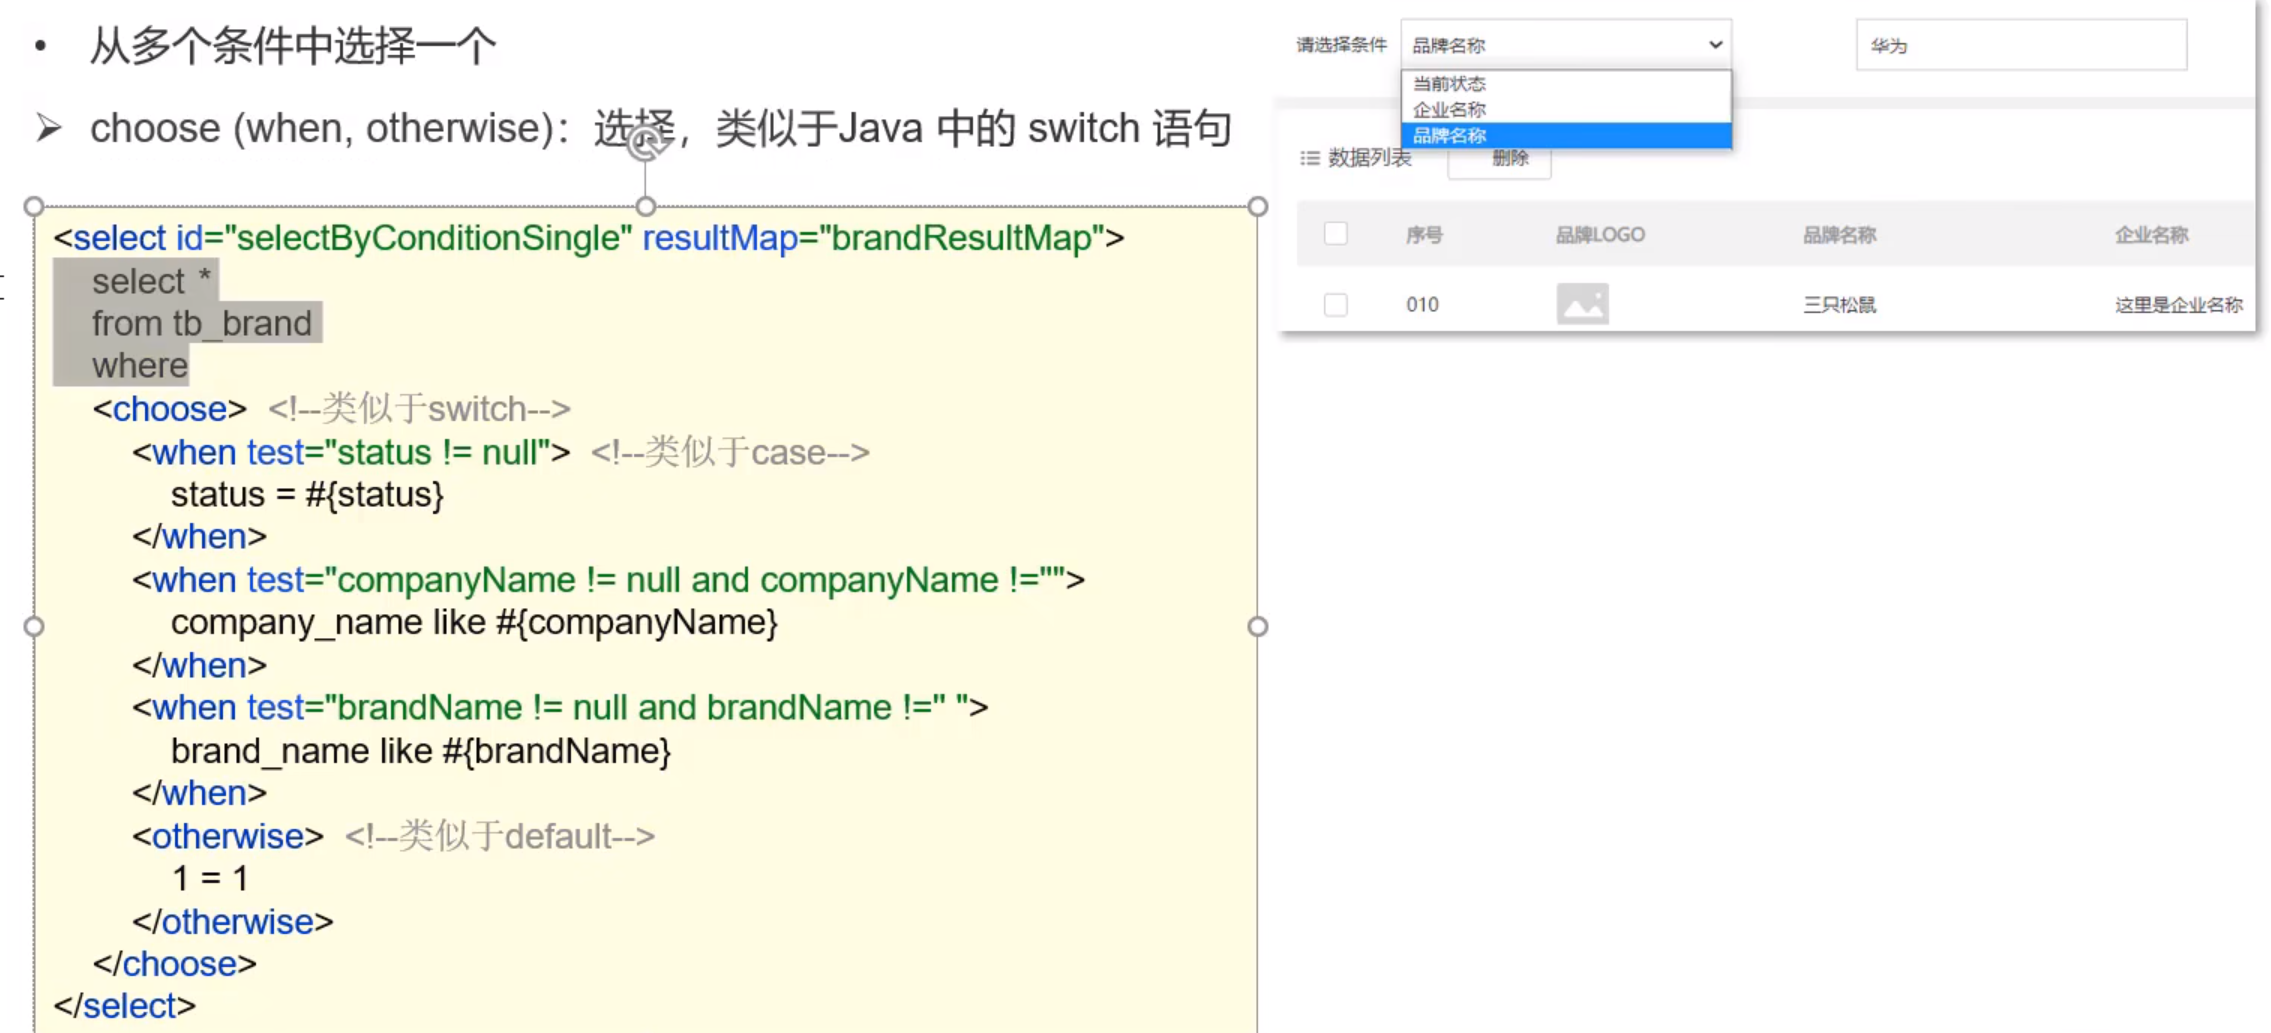 • 从多个条件中选择一个
➢ choose (when, otherwise)：选择，类似于Java 中的 switch 语句
<select id="selectByConditionSingle" resultMap="brandResultMap">
select *
from tb_brand
where
<choose> <!--类似于switch-->
<when test="status != null"> <!--类似于case-->
status = #{status}
</when>
<when test="companyName != null and companyName !="">
company_name like #{companyName}
</when>
<when test="brandName != null and brandName !=" ">
brand_name like #{brandName}
</when>
<otherwise> <!--类似于default-->
1 = 1
</otherwise>
</choose>
</select>
请选择条件 品牌名称 华为
当前状态
企业名称
品牌名称
数据列表 删除
序号 品牌LOGO 品牌名称 企业名称
010 三只松鼠 这里是企业名称